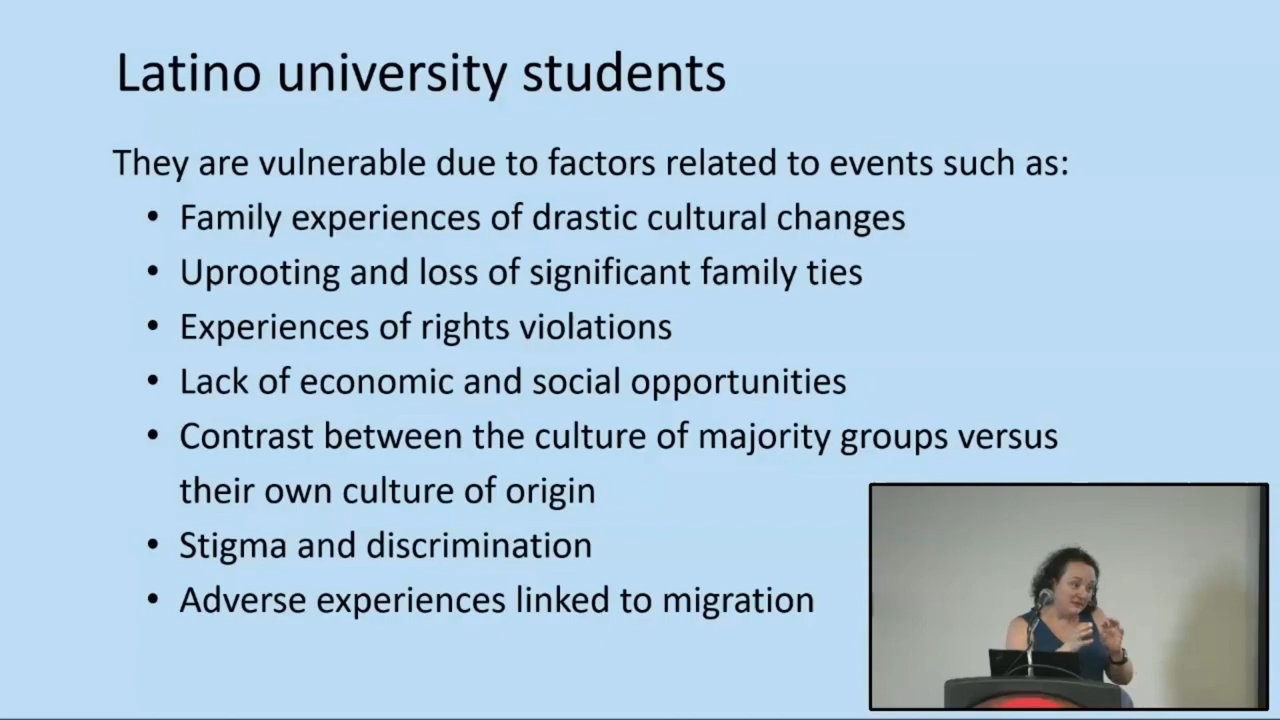 Latino university students
They are vulnerable due to factors related to events such as:
• Family experiences of drastic cultural changes
• Uprooting and loss of significant family ties
• Experiences of rights violations
• Lack of economic and social opportunities
• Contrast between the culture of majority groups versus
their own culture of origin
• Stigma and discrimination
• Adverse experiences linked to migration